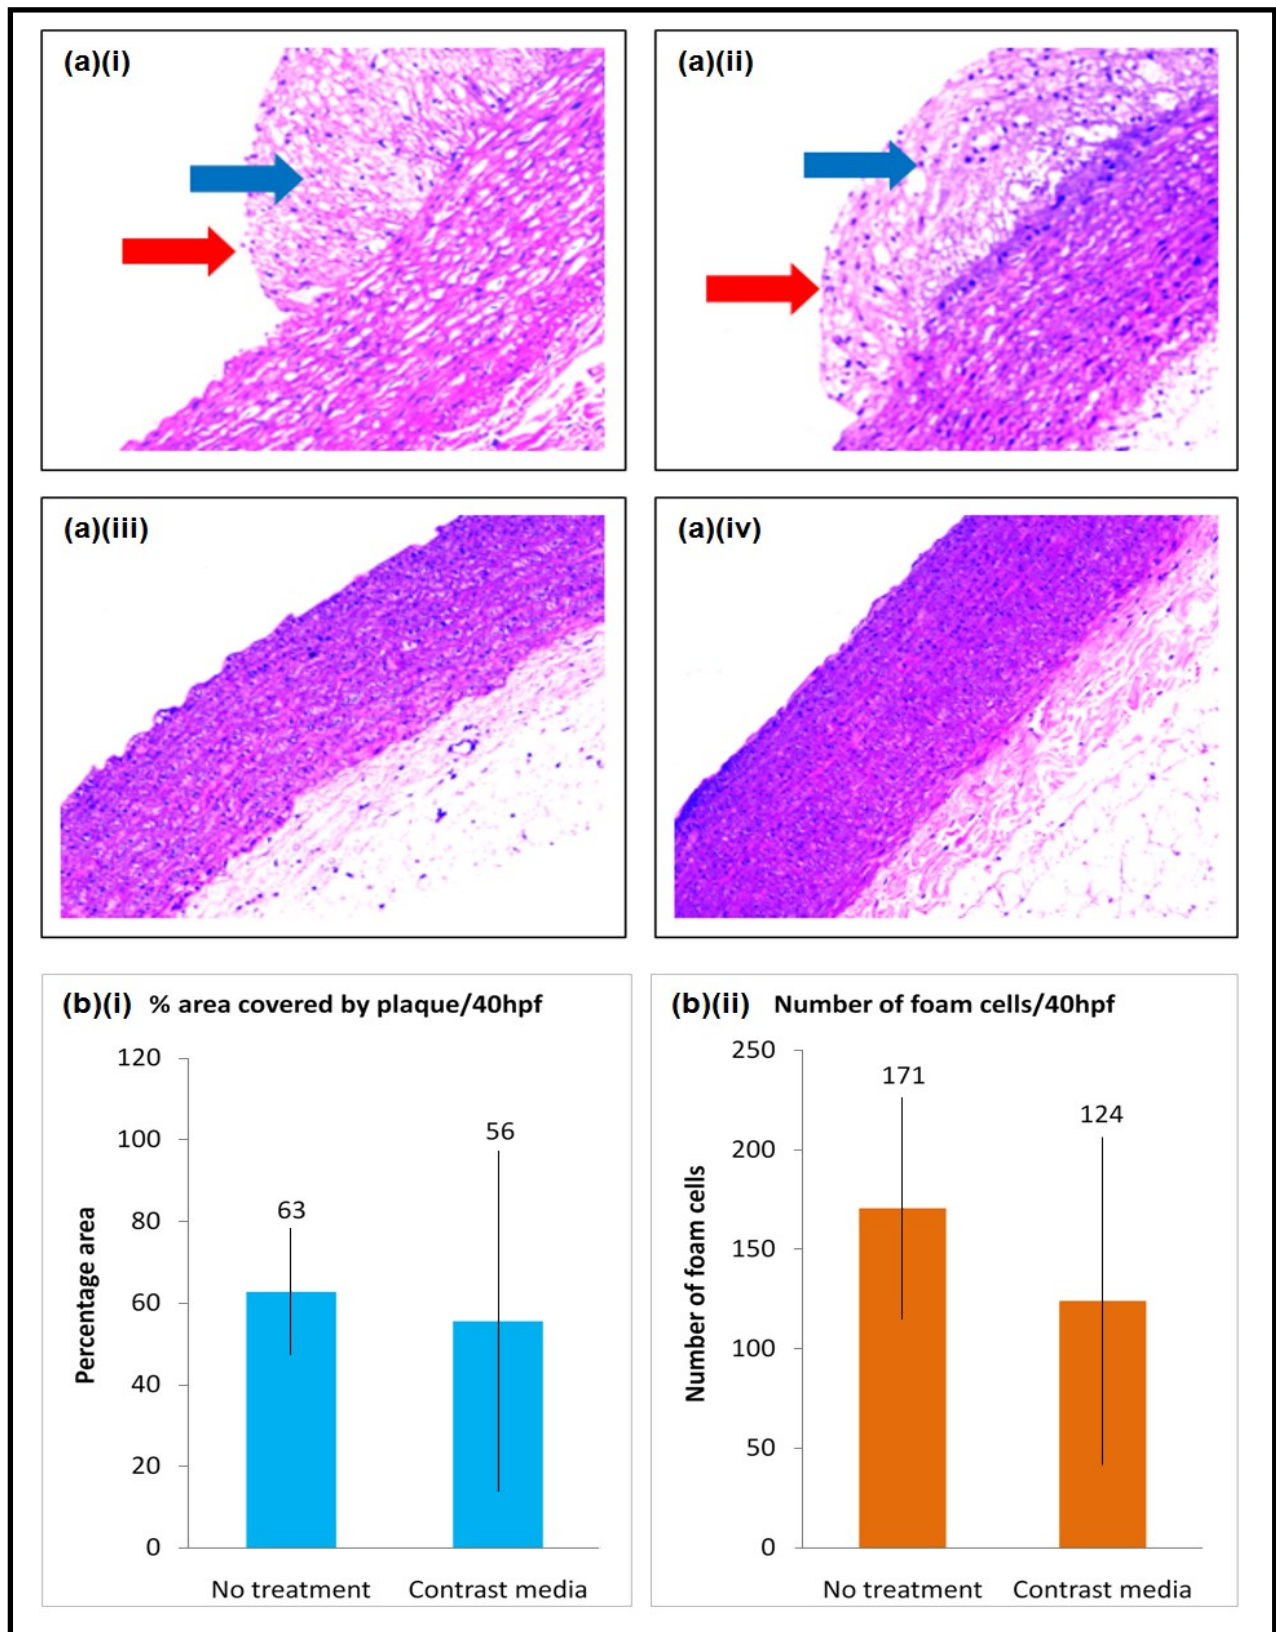 (a)(i)
(a)(ii)
(a)(iii)
(a)(iv)
(b)(i) % area covered by plaque/40hpf
120
100
80
60
40
20
0
Percentage area
63
56
No treatment
Contrast media
(b)(ii) Number of foam cells/40hpf
250
200
150
100
50
0
Number of foam cells
171
124
No treatment
Contrast media